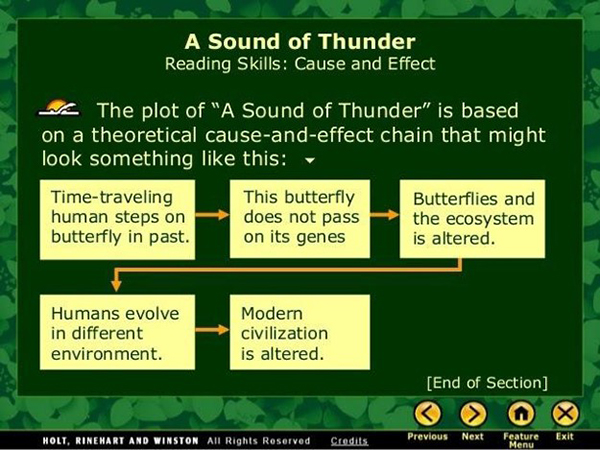 A Sound of Thunder
Reading Skills: Cause and Effect
The plot of “A Sound of Thunder” is based
on a theoretical cause-and-effect chain that might
look something like this:
Time-traveling
human steps on
butterfly in past.
This butterfly
does not pass
on its genes
Butterflies and
the ecosystem
is altered.
Humans evolve
in different
environment.
Modern
civilization
is altered.
[End of Section]
Previous Next Feature Menu Exit
HOLT, RINEHART AND WINSTON All Rights Reserved Credits